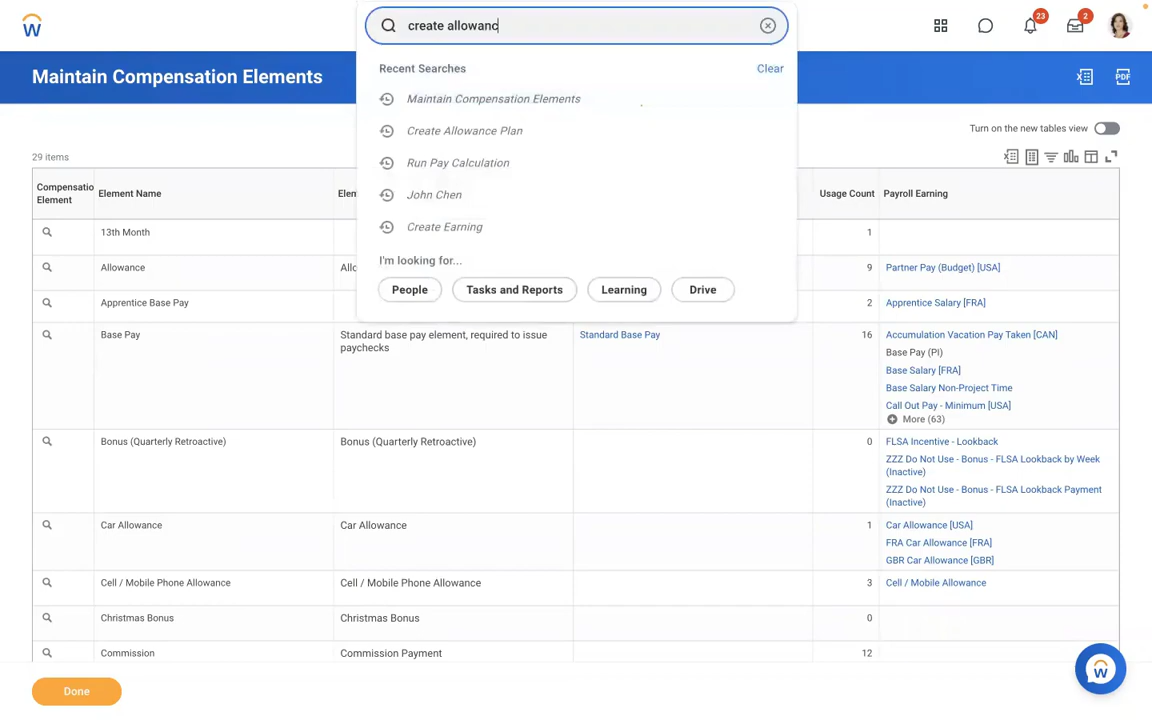 create allowanc
23
2
Maintain Compensation Elements
PDF
Recent Searches
Clear
Maintain Compensation Elements
Create Allowance Plan
Run Pay Calculation
John Chen
Create Earning
I'm looking for...
People
Tasks and Reports
Learning
Drive
Turn on the new tables view
29 items
Compensatio
Element
Element Name
Elem
Usage Count
Payroll Earning
13th Month
1
Allowance
Allo
9
Partner Pay (Budget) [USA]
Apprentice Base Pay
2
Apprentice Salary [FRA]
Base Pay
Standard base pay element, required to issue
paychecks
Standard Base Pay
16
Accumulation Vacation Pay Taken [CAN]
Base Pay (PI)
Base Salary [FRA]
Base Salary Non-Project Time
Call Out Pay - Minimum [USA]
More (63)
Bonus (Quarterly Retroactive)
Bonus (Quarterly Retroactive)
0
FLSA Incentive - Lookback
ZZZ Do Not Use - Bonus - FLSA Lookback by Week
(Inactive)
ZZZ Do Not Use - Bonus - FLSA Lookback Payment
(Inactive)
Car Allowance
Car Allowance
1
Car Allowance [USA]
FRA Car Allowance [FRA]
GBR Car Allowance [GBR]
Cell / Mobile Phone Allowance
Cell / Mobile Phone Allowance
3
Cell / Mobile Allowance
Christmas Bonus
Christmas Bonus
0
Commission
Commission Payment
12
Done